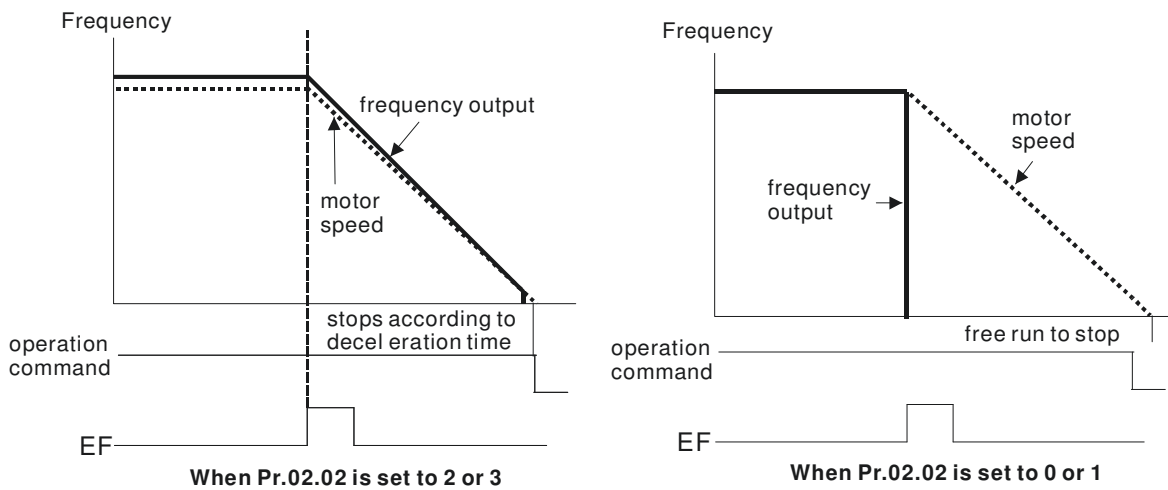 Frequency
frequency output
motor
speed
stops according to
decel eration time
operation
command
EF
When Pr.02.02 is set to 2 or 3
Frequency
motor
speed
frequency
output
free run to stop
operation
command
EF
When Pr.02.02 is set to 0 or 1